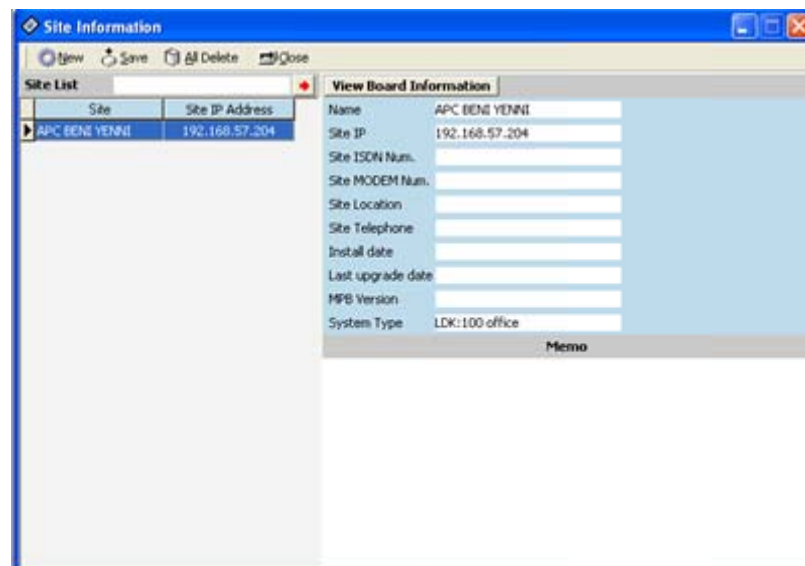 Site Information
New Save All Delete Close
Site List
View Board Information
Site Site IP Address
APC BENI YENNI 192.168.57.204
Name APC BENI YENNI
Site IP 192.168.57.204
Site ISDN Num.
Site MODEM Num.
Site Location
Site Telephone
Install date
Last upgrade date
MPB Version
System Type LDK:100 office
Memo